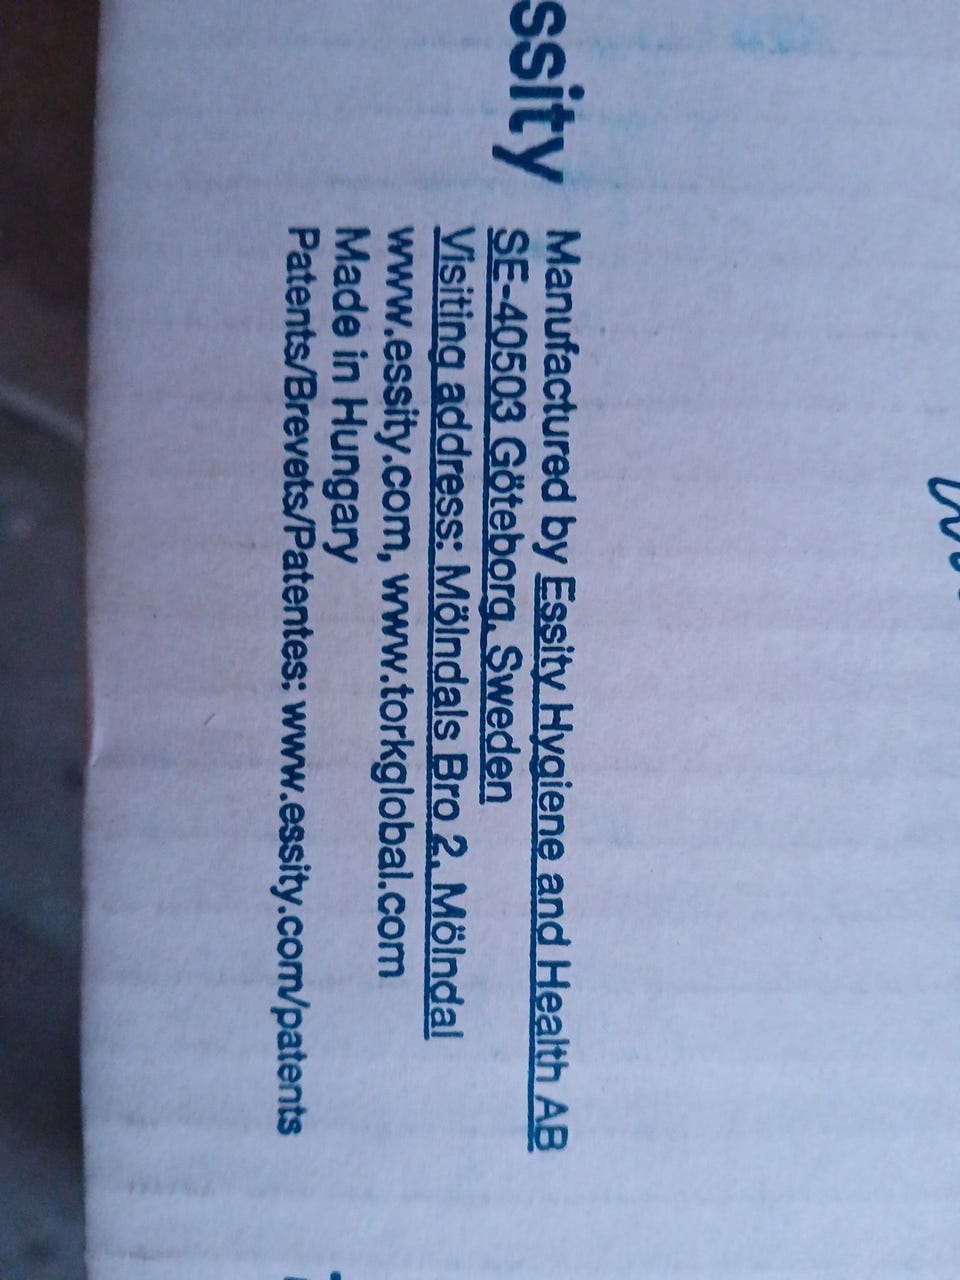 ssity
Manufactured by Essity Hygiene and Health AB
SE-40503 Göteborg, Sweden
Visiting address: Mölndals Bro 2, Mölndal
www.essity.com, www.torkglobal.com
Made in Hungary
Patents/Brevets/Patentes: www.essity.com/patents